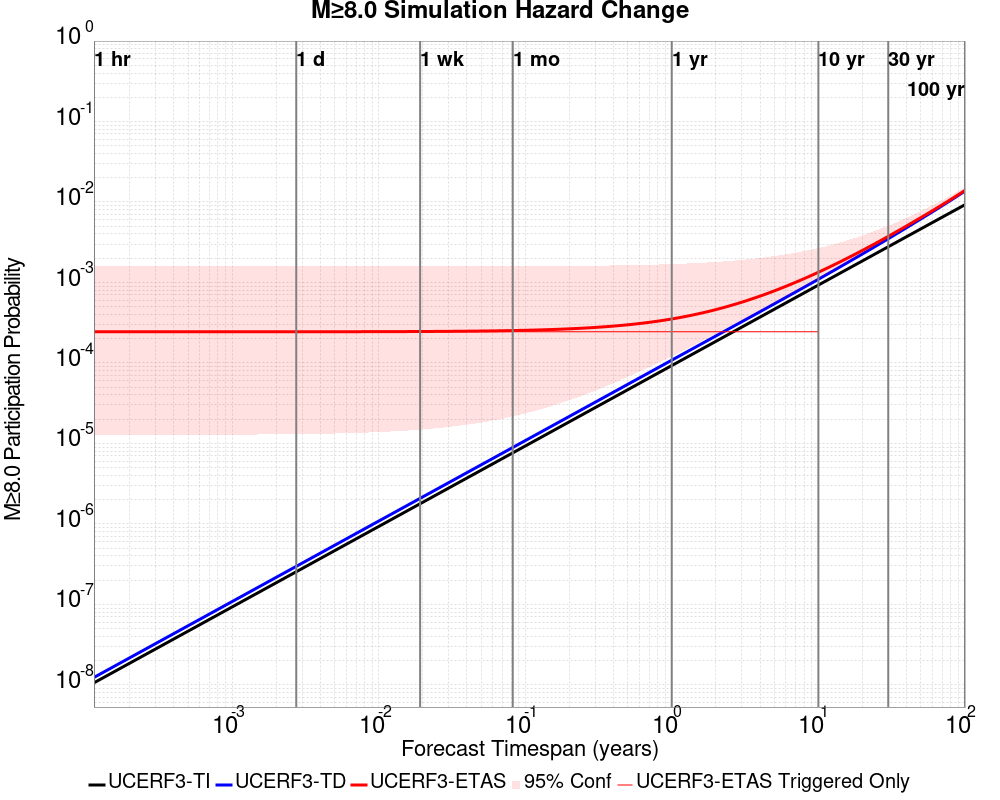 M≥8.0 Simulation Hazard Change
10^0
1 hr 1 d 1 wk 1 mo 1 yr 10 yr 30 yr
100 yr
10^-1
10^-2
10^-3
10^-4
10^-5
10^-6
10^-7
10^-8
M≥8.0 Participation Probability
10^-3 10^-2 10^-1 10^0 10^1 10^2
Forecast Timespan (years)
UCERF3-TI UCERF3-TD UCERF3-ETAS 95% Conf UCERF3-ETAS Triggered Only